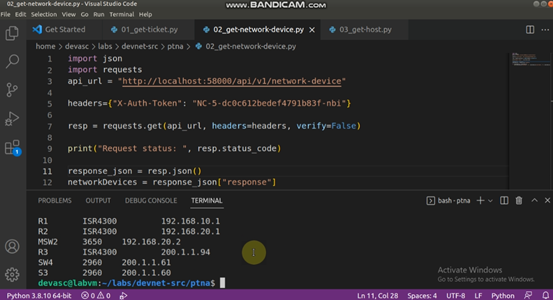 02_get-network-device.py - Visual Studio Code
WWW.BANDICAM.COM
File Edit Selection View Go Run Terminal Help
Get Started 01_get-ticket.py 02_get-network-device.py 03_get-host.py
home > devasc > labs > devnet-src > ptna > 02_get-network-device.py
1 import json
2 import requests
3 api_url = "http://localhost:58000/api/v1/network-device"
4
5 headers={"X-Auth-Token": "NC-5-dc0c612bedef4791b83f-nbi"}
6
7 resp = requests.get(api_url, headers=headers, verify=False)
8
9 print("Request status: ", resp.status_code)
10
11 response_json = resp.json()
12 networkDevices = response_json["response"]
PROBLEMS OUTPUT DEBUG CONSOLE TERMINAL bash - ptna
R1 ISR4300 192.168.10.1
R2 ISR4300 192.168.20.1
MSW2 3650 192.168.20.2
R3 ISR4300 200.1.1.94
SW4 2960 200.1.1.61
S3 2960 200.1.1.60
devasc@labvm:~/labs/devnet-src/ptna$
Activate Windows
Go to Settings to activate Windows.
Python 3.8.10 64-bit 0 0 Ln 11, Col 28 Spaces: 4 UTF-8 LF Python